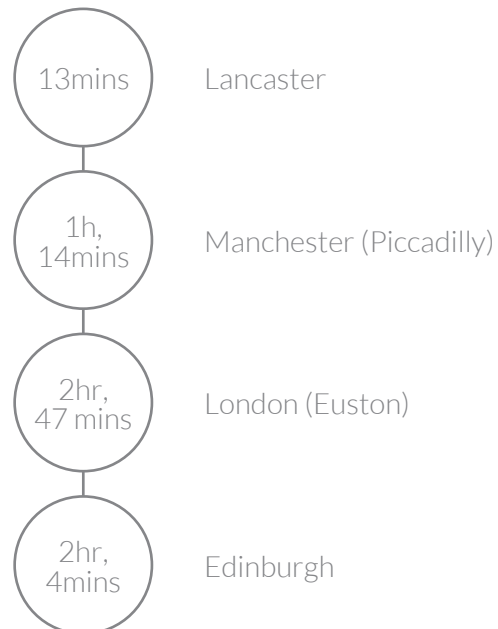 13mins
Lancaster
1h,
14mins
Manchester (Piccadilly)
2hr,
47 mins
London (Euston)
2hr,
4mins
Edinburgh